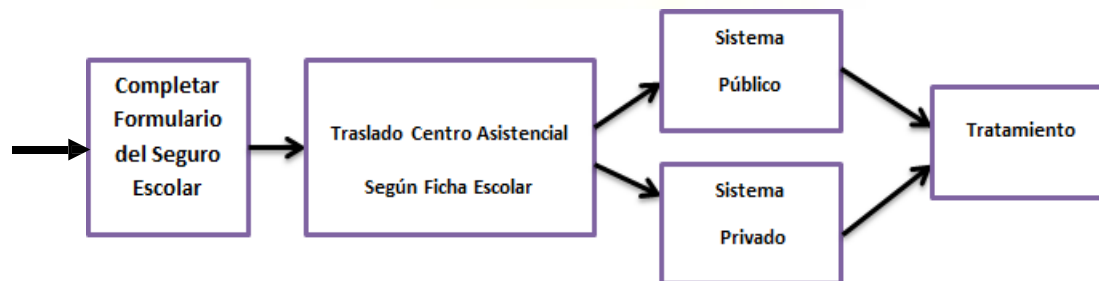 Completar
Formulario
del Seguro
Escolar
Traslado Centro Asistencial
Según Ficha Escolar
Sistema
Público
Sistema
Privado
Tratamiento